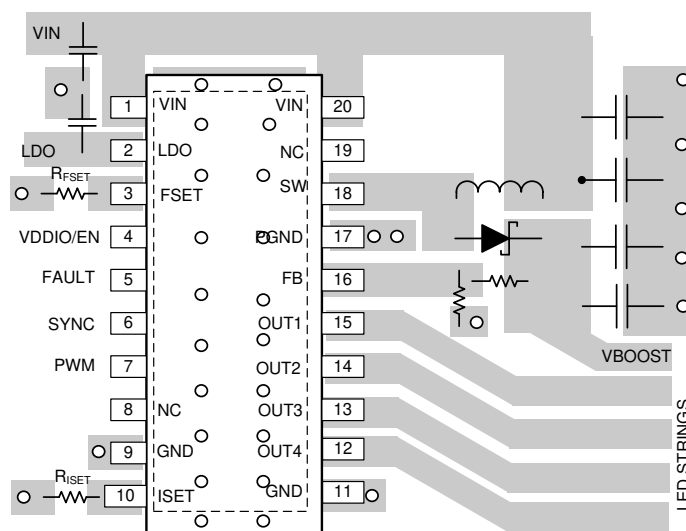 VIN
1 VIN VIN 20
LDO 2 LDO NC 19
RFSET
3 FSET SW 18
VDDIO/EN 4 PGND 17
FAULT 5 FB 16
SYNC 6 OUT1 15
PWM 7 OUT2 14
VBOOST
8 NC OUT3 13
9 GND OUT4 12
RISET
10 ISET GND 11
LED STRINGS